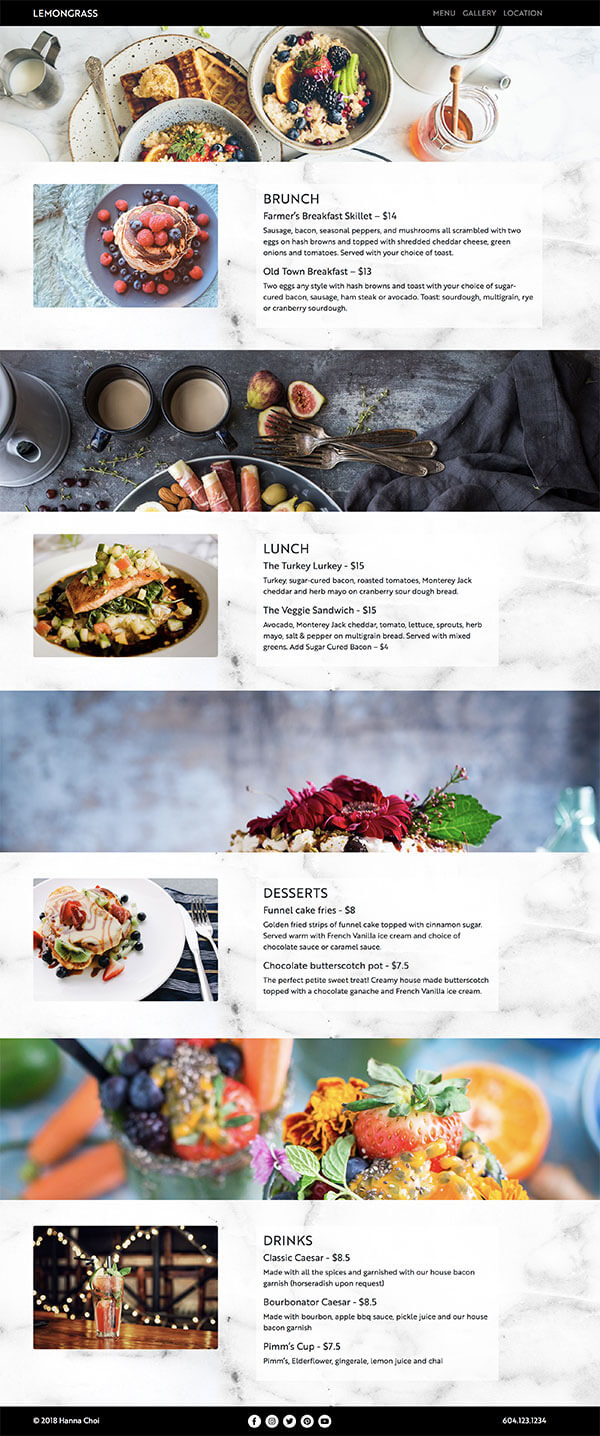 LEMONGRASS
MENU GALLERY LOCATION
BRUNCH
Farmer's Breakfast Skillet – $14
Sausage, bacon, seasonal peppers, and mushrooms all scrambled with two
eggs on hash browns and topped with shredded cheddar cheese, green
onions and tomatoes. Served with your choice of toast.
Old Town Breakfast – $13
Two eggs any style with hash browns and toast with your choice of sugar-
cured bacon, sausage, ham steak or avocado. Toast: sourdough, multigrain, rye
or cranberry sourdough.
LUNCH
The Turkey Lurkey - $15
Turkey, sugar-cured bacon, roasted tomatoes, Monterey Jack
cheddar and herb mayo on cranberry sour dough bread.
The Veggie Sandwich - $15
Avocado, Monterey Jack cheddar, tomato, lettuce, sprouts, herb
mayo, salt & pepper on multigrain bread. Served with mixed
greens. Add Sugar Cured Bacon – $4
DESSERTS
Funnel cake fries - $8
Golden fried strips of funnel cake topped with cinnamon sugar.
Served warm with French Vanilla ice cream and choice of
chocolate sauce or caramel sauce.
Chocolate butterscotch pot - $7.5
The perfect petite sweet treat! Creamy house made butterscotch
topped with a chocolate ganache and French Vanilla ice cream.
DRINKS
Classic Caesar - $8.5
Made with all the spices and garnished with our house bacon
garnish (horseradish upon request)
Bourbonator Caesar - $8.5
Made with bourbon, apple bbq sauce, pickle juice and our house
bacon garnish
Pimm's Cup - $7.5
Pimm's, Elderflower, gingerale, lemon juice and chai
© 2018 Hanna Choi
604.123.1234